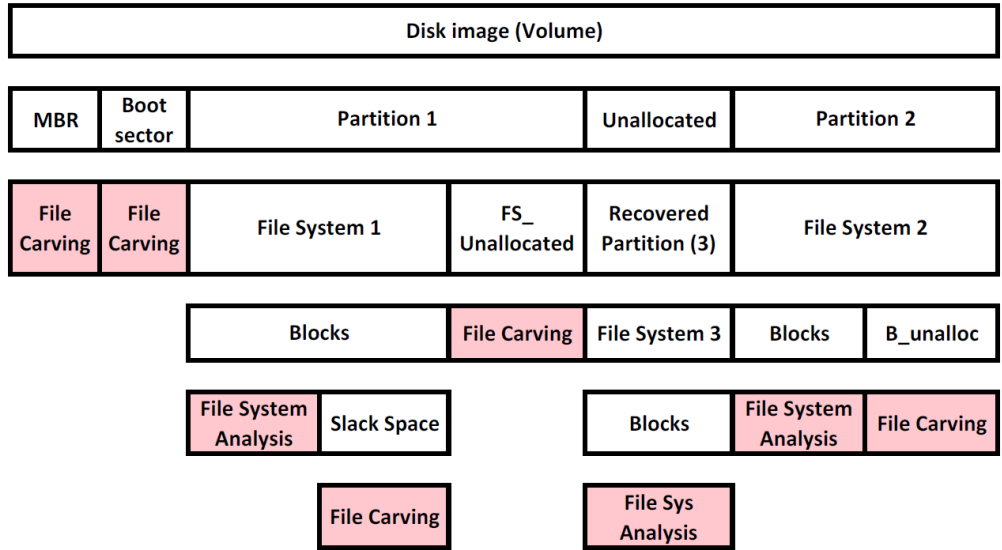 Disk image (Volume)
MBR
Boot
sector
Partition 1
Unallocated
Partition 2
File
Carving
File
Carving
File System 1
FS_
Unallocated
Recovered
Partition (3)
File System 2
Blocks
File Carving
File System 3
Blocks
B_unalloc
File System
Analysis
Slack Space
Blocks
File System
Analysis
File Carving
File Carving
File Sys
Analysis